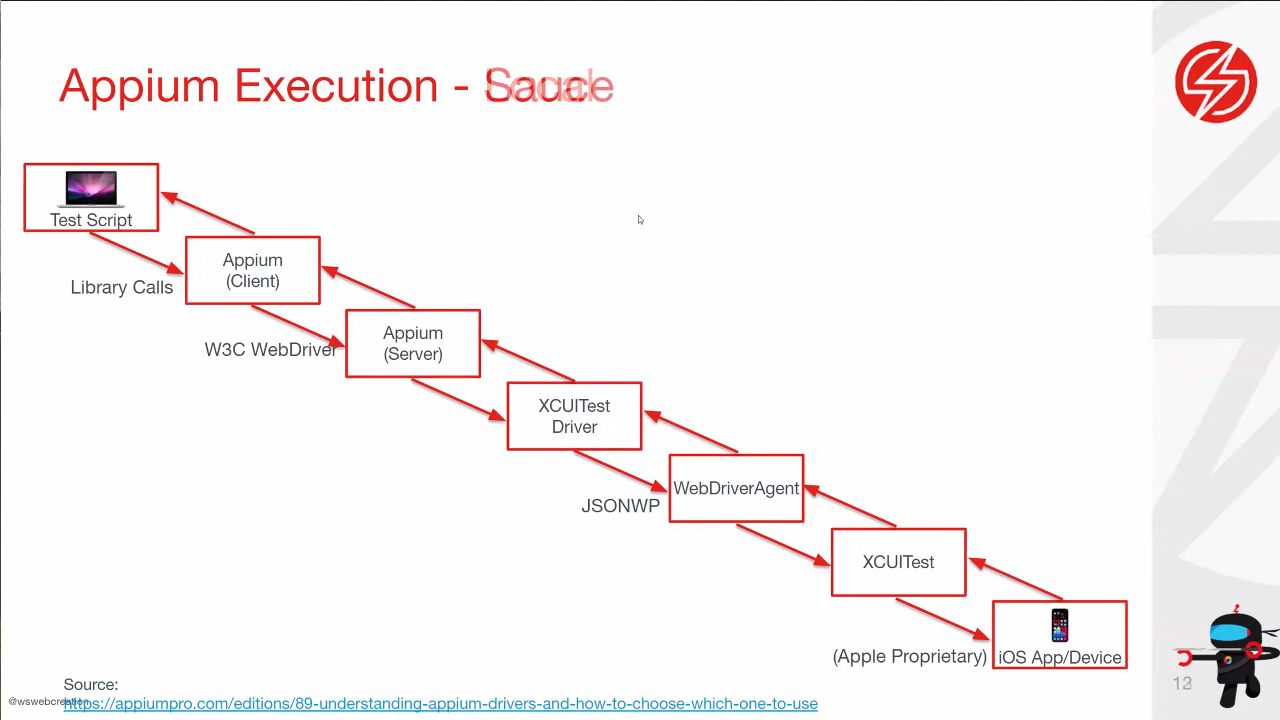 Appium Execution -
Test Script
Library Calls
Appium
(Client)
W3C WebDriver
Appium
(Server)
XCUITest
Driver
JSONWP
WebDriverAgent
XCUITest
(Apple Proprietary)
iOS App/Device
Source:
@wswebcreation
https://appiumpro.com/editions/89-understanding-appium-drivers-and-how-to-choose-which-one-to-use